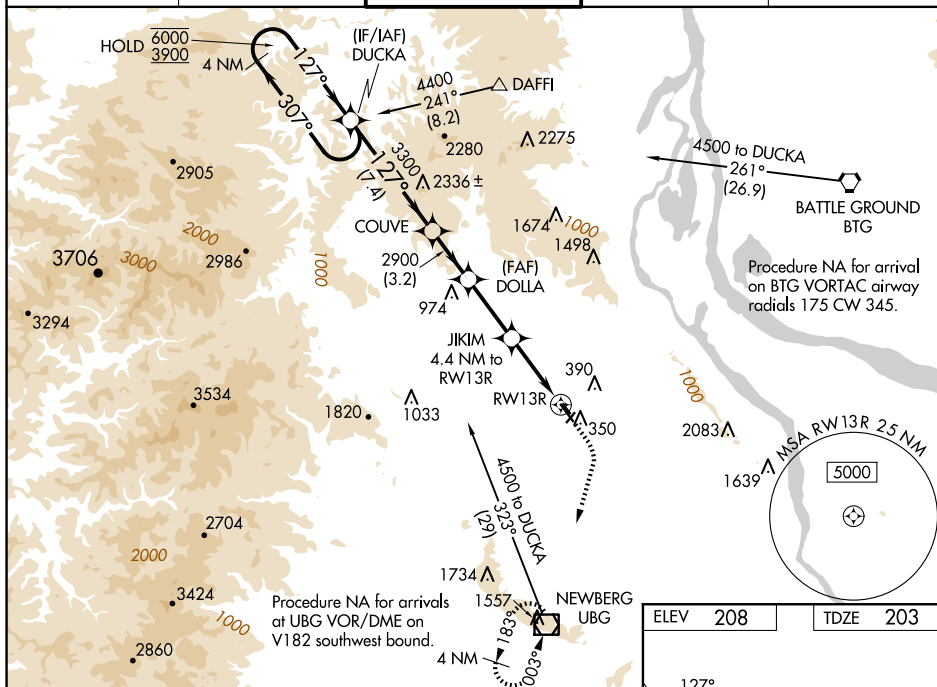 HOLD 6000
3900
4 NM
127°
307°
(IF/IAF)
DUCKA
4400
241°
(8.2)
DAFFI
2280
2275
3300
127°
(7.4)
2336 ±
4500 to DUCKA
261°
(26.9)
BATTLE GROUND
BTG
Procedure NA for arrival
on BTG VORTAC airway
radials 175 CW 345.
2905
2000
2986
3706
3000
1000
3294
COUVE
1674
1000
1498
2900
(3.2)
(FAF)
DOLLA
974
JIKIM
4.4 NM to
RW13R
390
RW13R
350
3534
1820
1033
1000
2083
1639
MSA RW13R 25 NM
5000
4500 to DUCKA
323°
(29)
2704
2000
3424
1000
2860
Procedure NA for arrivals
at UBG VOR/DME on
V182 southwest bound.
1734
1557
NEWBERG
UBG
183°
003°
4 NM
ELEV 208
TDZE 203
127°